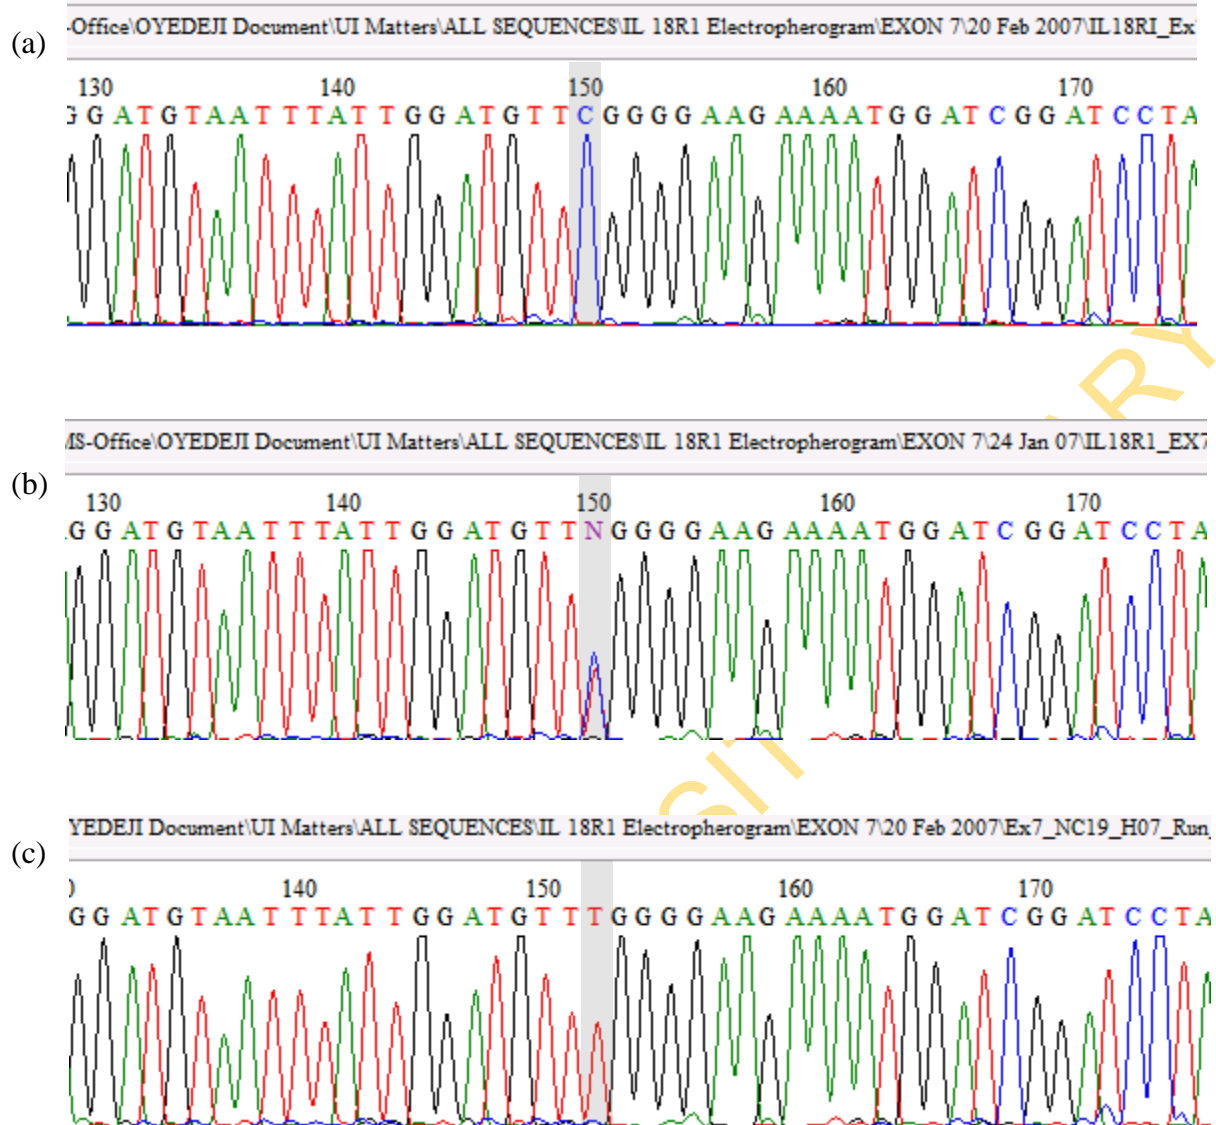 (a)
-Office\OYEDEJI Document\UI Matters\ALL SEQUENCES\IL 18R1 Electropherogram\EXON 7\20 Feb 2007\IL18RI_Ex
130 140 150 160 170
G G A T G T A A T T T A T T G G A T G T T C G G G G A A G A A A A T G G A T C G G A T C C T A
(b)
MS-Office\OYEDEJI Document\UI Matters\ALL SEQUENCES\IL 18R1 Electropherogram\EXON 7\24 Jan 07\IL18R1_EX7
130 140 150 160 170
G G A T G T A A T T T A T T G G A T G T T N G G G G A A G A A A A T G G A T C G G A T C C T A
(c)
YEDEJI Document\UI Matters\ALL SEQUENCES\IL 18R1 Electropherogram\EXON 7\20 Feb 2007\Ex7_NC19_H07_Run_
0 140 150 160 170
G G A T G T A A T T T A T T G G A T G T T T G G G G A A G A A A A T G G A T C G G A T C C T A